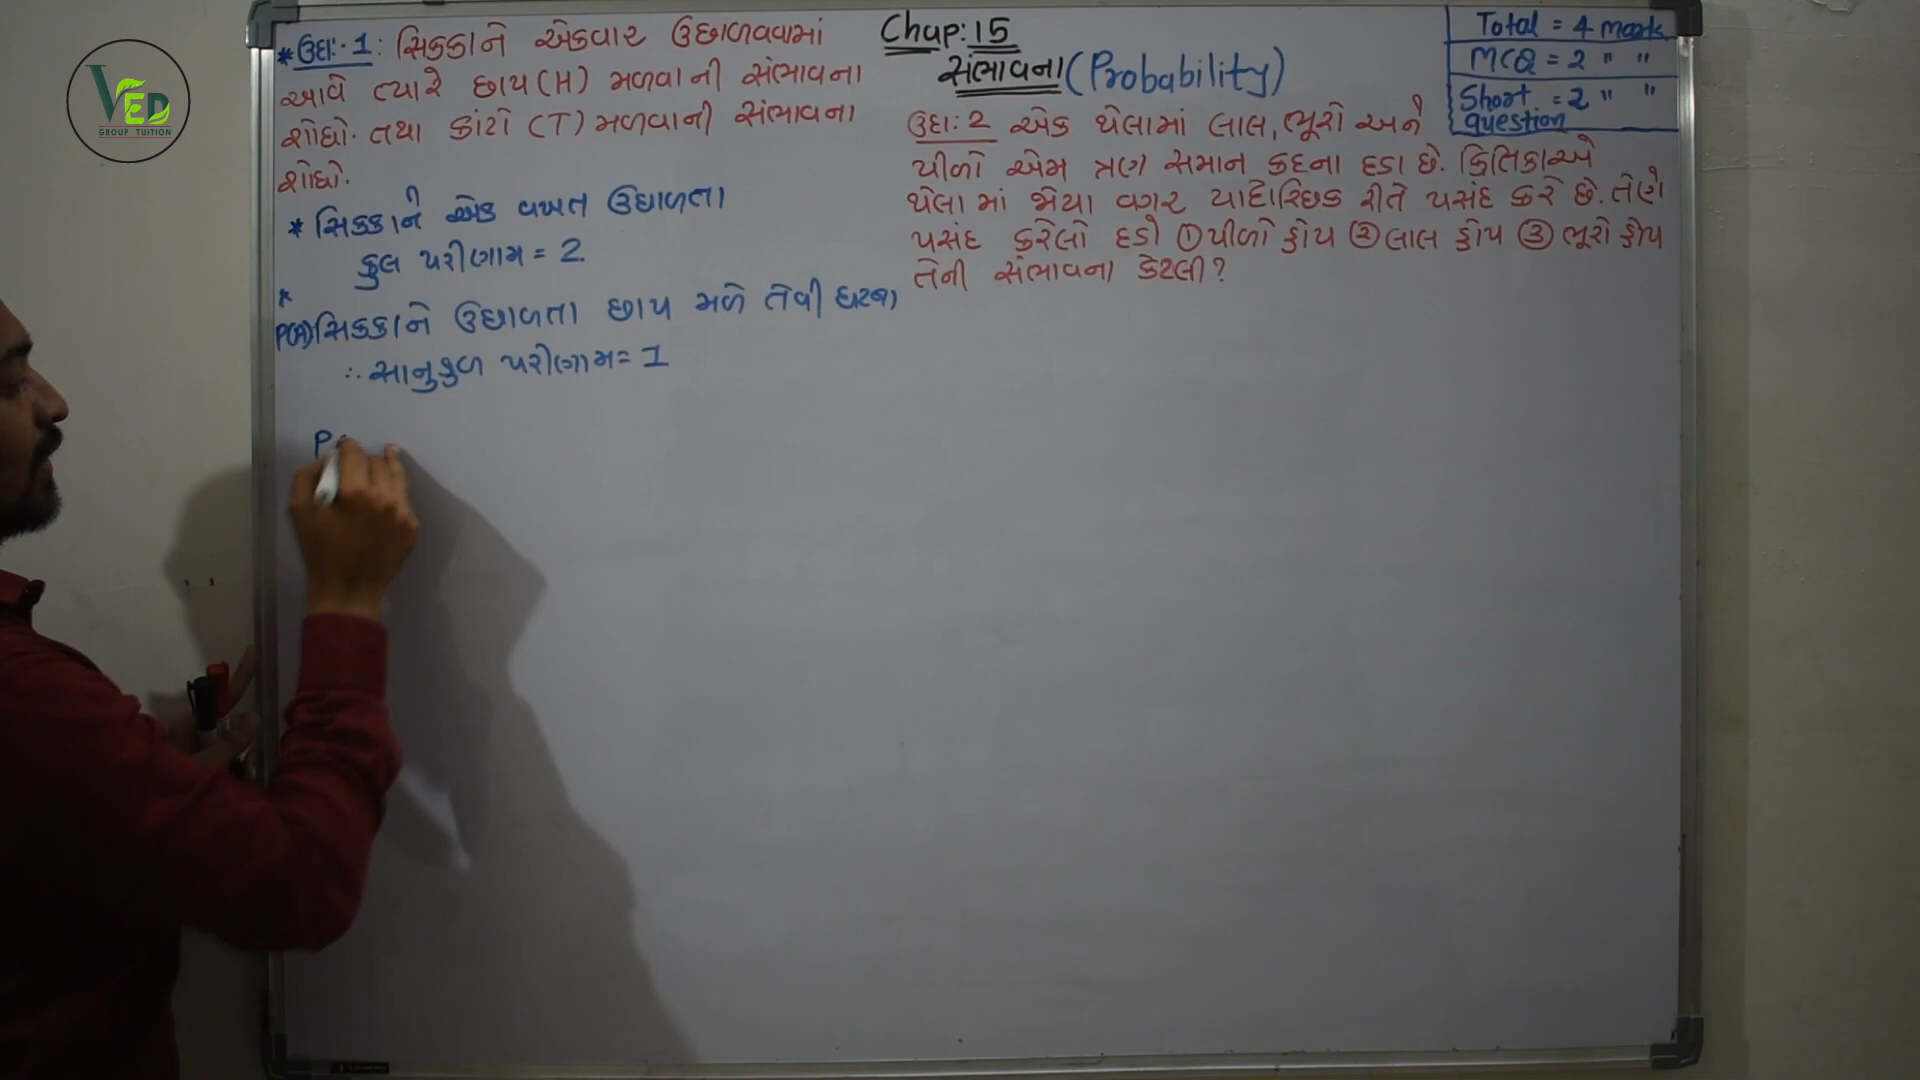 VED
GROUP TUITION
Chap: 15
સંભાવના (Probability)
Total = 4 mark
MCQ = 2 " "
Short question = 2 " "
* ઉદા. 1 : સિક્કાને એકવાર ઉછાળવવામાં
આવે ત્યારે છાપ (H) મળવાની સંભાવના
શોધો. તથા કાંટો (T) મળવાની સંભાવના
શોધો.
* સિક્કાને એક વખત ઉછાળતા
કુલ પરીણામ = 2
*
P(A) સિક્કાને ઉછાળતા છાપ મળે તેવી ઘટના
∴ સાનુકુળ પરીણામ = 1
P
ઉદા: 2 એક થેલામાં લાલ, ભૂરો અને
પીળો એમ ત્રણ સમાન કદના દડા છે. ક્રિતિકાએ
થેલામાં જોયા વગર યાદૈચ્છિક રીતે પસંદ કરે છે. તેણે
પસંદ કરેલો દડો ① પીળો હોય ② લાલ હોય ③ ભૂરો હોય
તેની સંભાવના કેટલી?